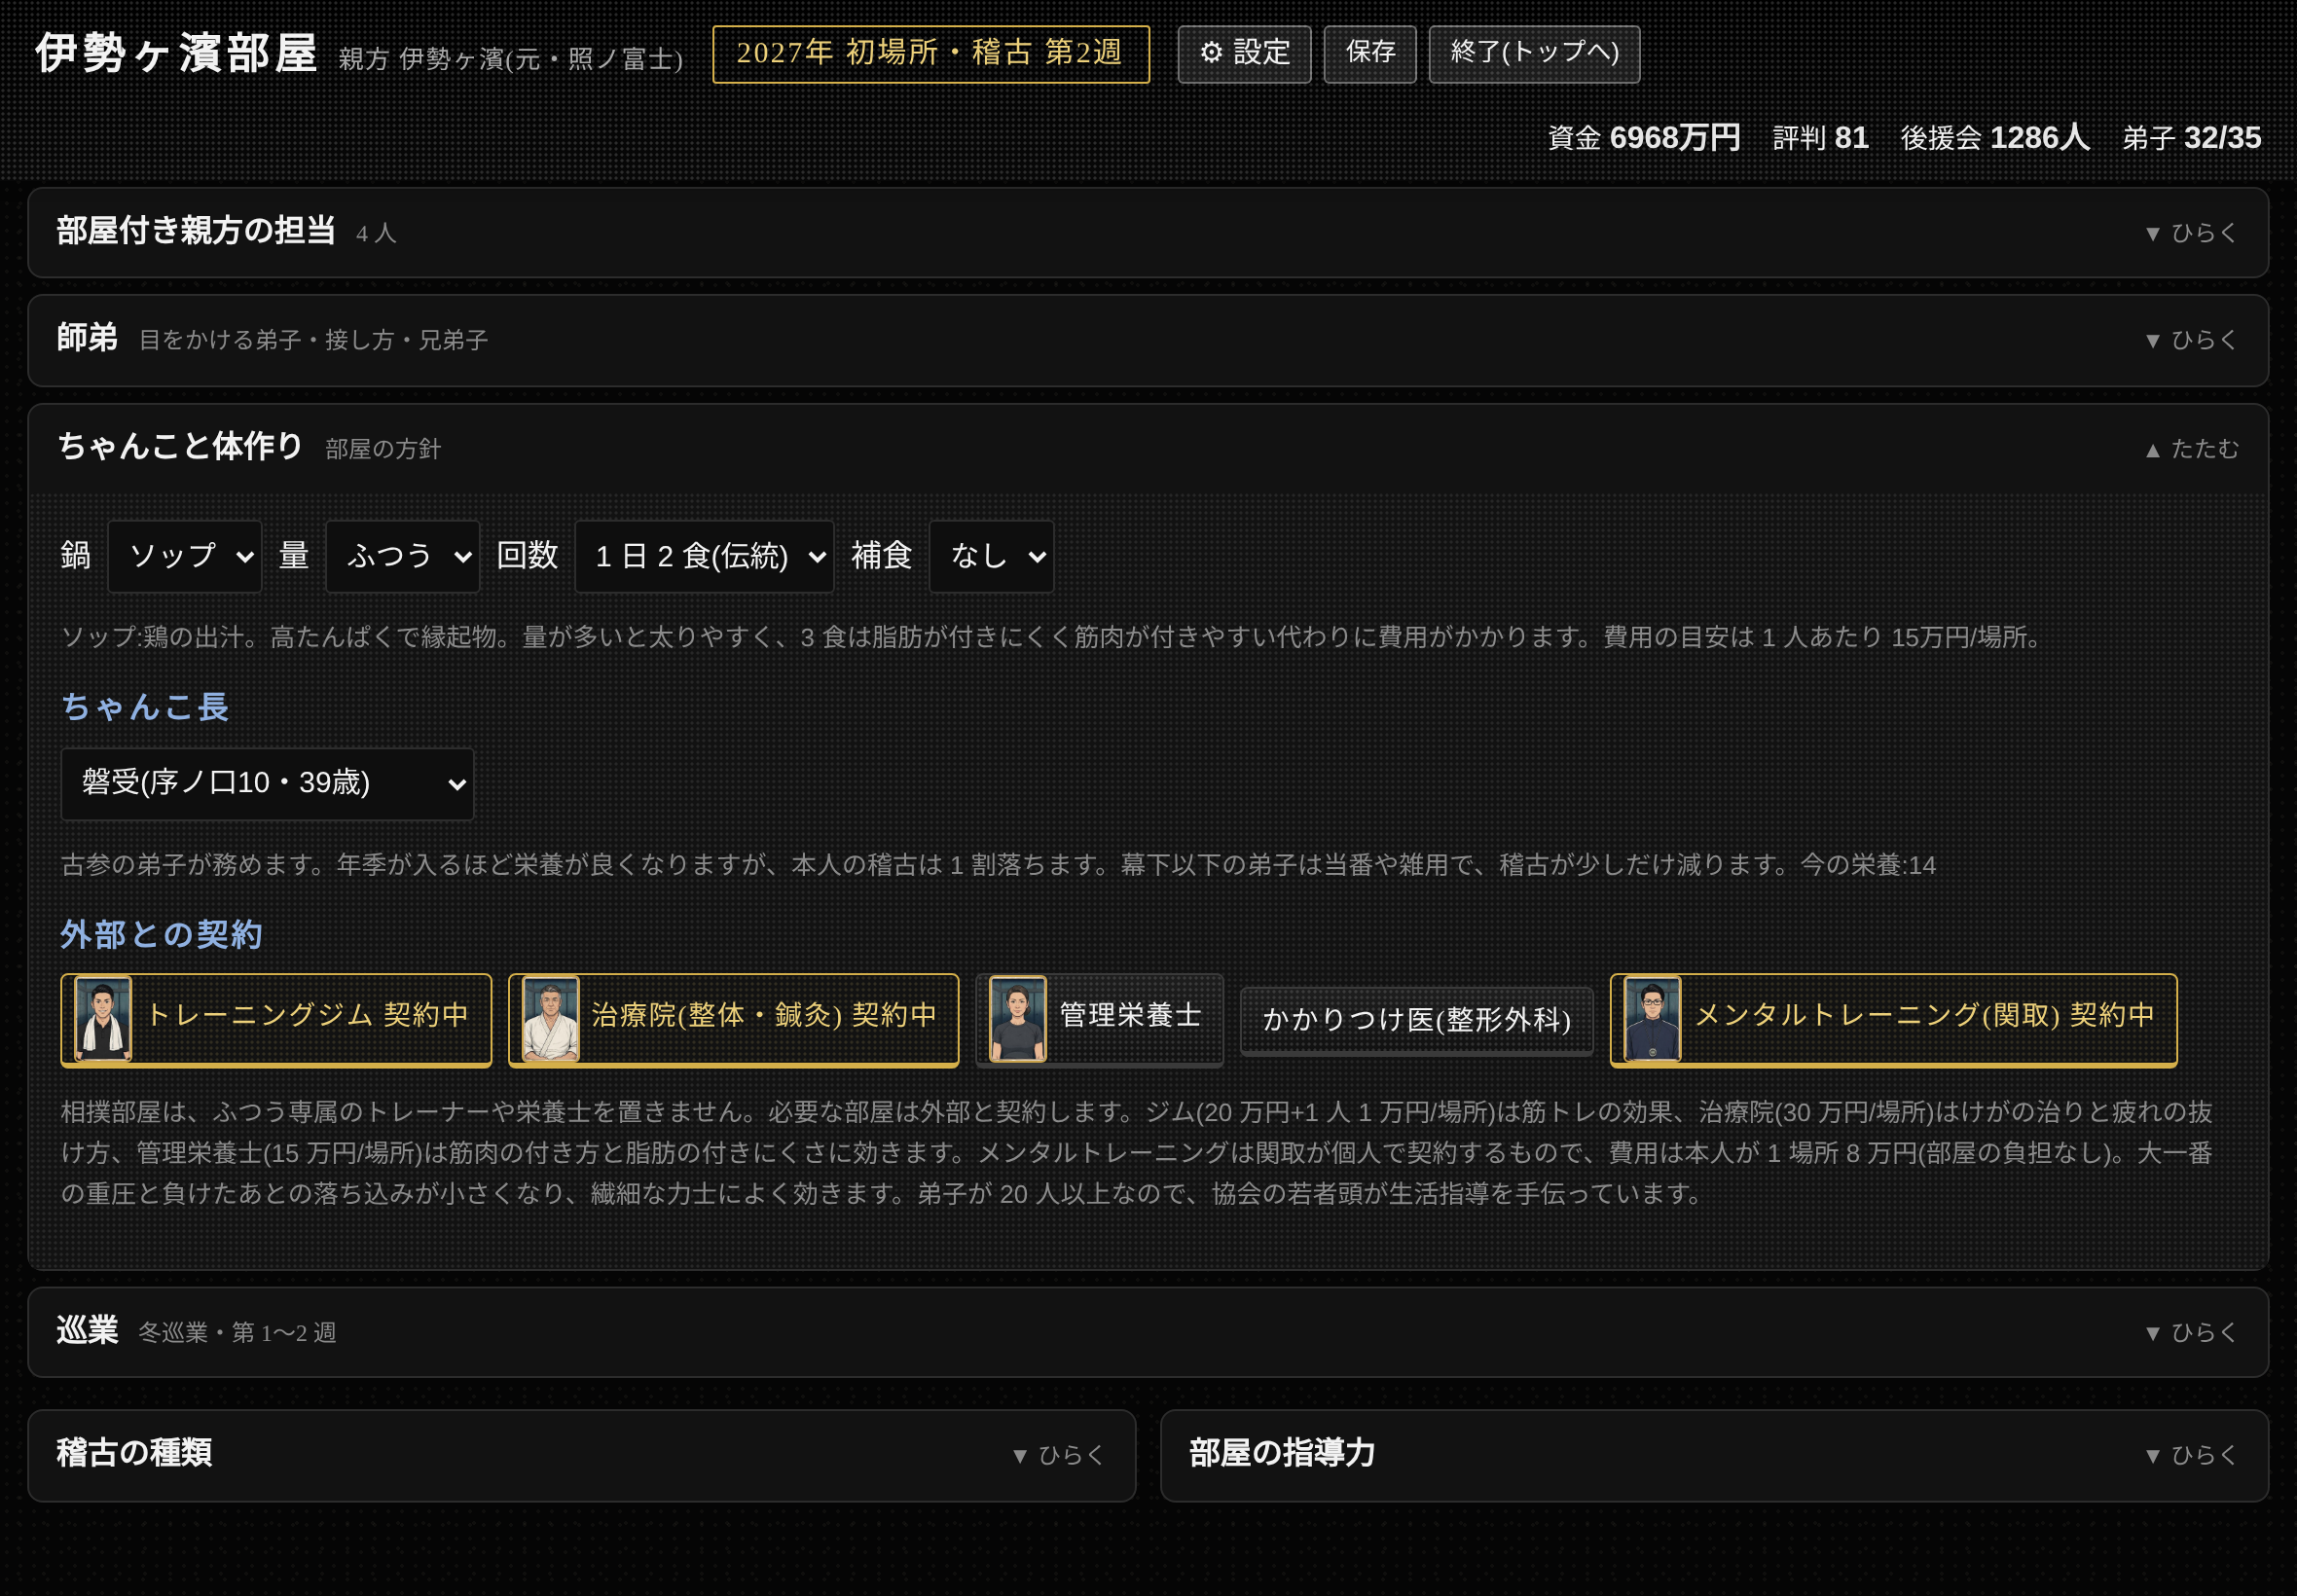 伊勢ヶ濱部屋 親方 伊勢ヶ濱(元・照ノ富士) 2027年 初場所・稽古 第2週 ⚙ 設定 保存 終了(トップへ)
資金 6968万円 評判 81 後援会 1286人 弟子 32/35
部屋付き親方の担当 4 人 ▼ ひらく
師弟 目をかける弟子・接し方・兄弟子 ▼ ひらく
ちゃんこと体作り 部屋の方針 ▲ たたむ
鍋 ソップ 量 ふつう 回数 1 日 2 食(伝統) 補食 なし
ソップ:鶏の出汁。高たんぱくで縁起物。量が多いと太りやすく、3 食は脂肪が付きにくく筋肉が付きやすい代わりに費用がかかります。費用の目安は 1 人あたり 15万円/場所。
ちゃんこ長
磐受(序ノ口10・39歳)
古参の弟子が務めます。年季が入るほど栄養が良くなりますが、本人の稽古は 1 割落ちます。幕下以下の弟子は当番や雑用で、稽古が少しだけ減ります。今の栄養:14
外部との契約
トレーニングジム 契約中 治療院(整体・鍼灸) 契約中 管理栄養士 かかりつけ医(整形外科) メンタルトレーニング(関取) 契約中
相撲部屋は、ふつう専属のトレーナーや栄養士を置きません。必要な部屋は外部と契約します。ジム(20 万円+1 人 1 万円/場所)は筋トレの効果、治療院(30 万円/場所)はけがの治りと疲れの抜
け方、管理栄養士(15 万円/場所)は筋肉の付き方と脂肪の付きにくさに効きます。メンタルトレーニングは関取が個人で契約するもので、費用は本人が 1 場所 8 万円(部屋の負担なし)。大一番
の重圧と負けたあとの落ち込みが小さくなり、繊細な力士によく効きます。弟子が 20 人以上なので、協会の若者頭が生活指導を手伝っています。
巡業 冬巡業・第 1〜2 週 ▼ ひらく
稽古の種類 ▼ ひらく 部屋の指導力 ▼ ひらく